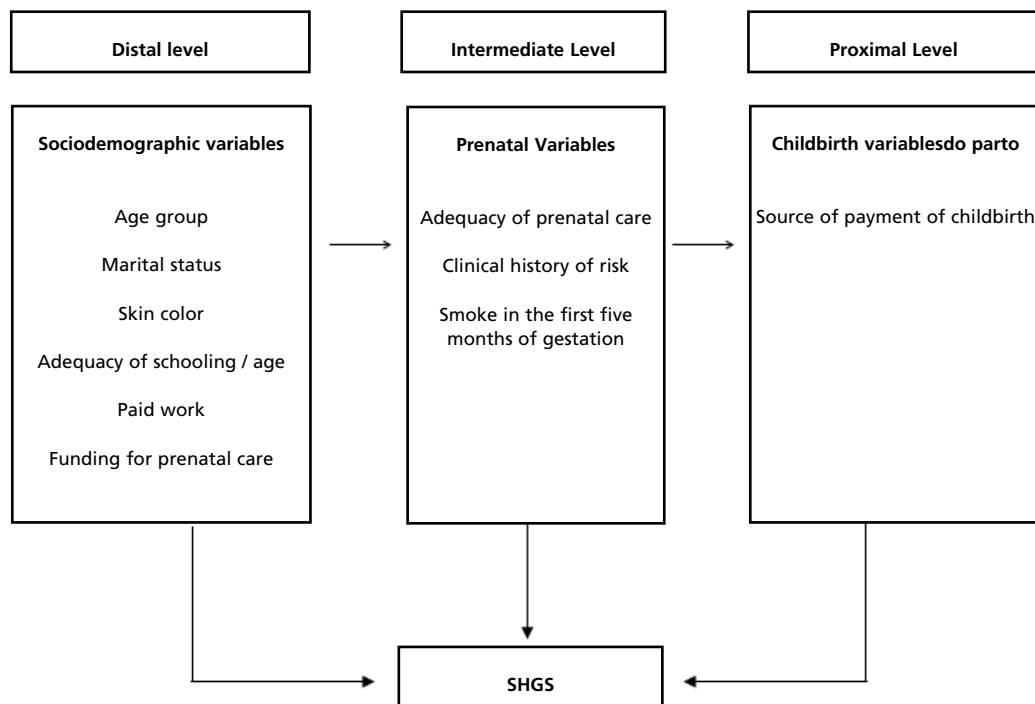 Distal level
Intermediate Level
Proximal Level
Sociodemographic variables
Age group
Marital status
Skin color
Adequacy of schooling / age
Paid work
Funding for prenatal care
Prenatal Variables
Adequacy of prenatal care
Clinical history of risk
Smoke in the first five
months of gestation
Childbirth variablesdo parto
Source of payment of childbirth
SHGS